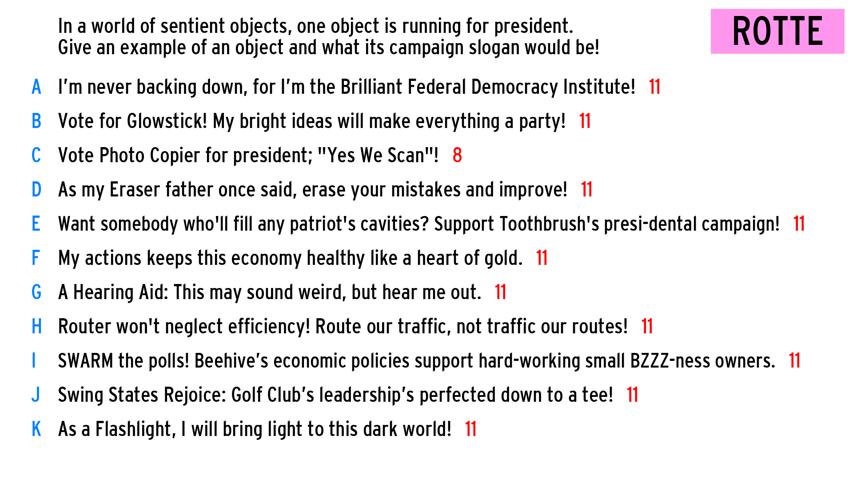 In a world of sentient objects, one object is running for president.
Give an example of an object and what its campaign slogan would be!
ROTTE
A I'm never backing down, for I'm the Brilliant Federal Democracy Institute! 11
B Vote for Glowstick! My bright ideas will make everything a party! 11
C Vote Photo Copier for president; "Yes We Scan"! 8
D As my Eraser father once said, erase your mistakes and improve! 11
E Want somebody who'll fill any patriot's cavities? Support Toothbrush's presi-dental campaign! 11
F My actions keeps this economy healthy like a heart of gold. 11
G A Hearing Aid: This may sound weird, but hear me out. 11
H Router won't neglect efficiency! Route our traffic, not traffic our routes! 11
I SWARM the polls! Beehive's economic policies support hard-working small BZZZ-ness owners. 11
J Swing States Rejoice: Golf Club's leadership's perfected down to a tee! 11
K As a Flashlight, I will bring light to this dark world! 11